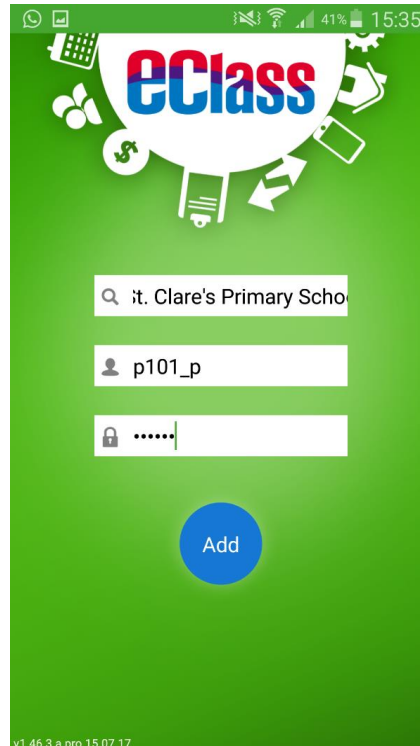 41% 15:35
eClass
St. Clare's Primary Schoo
p101_p
••••••
Add
v1.46.3.a pro 15.07.17